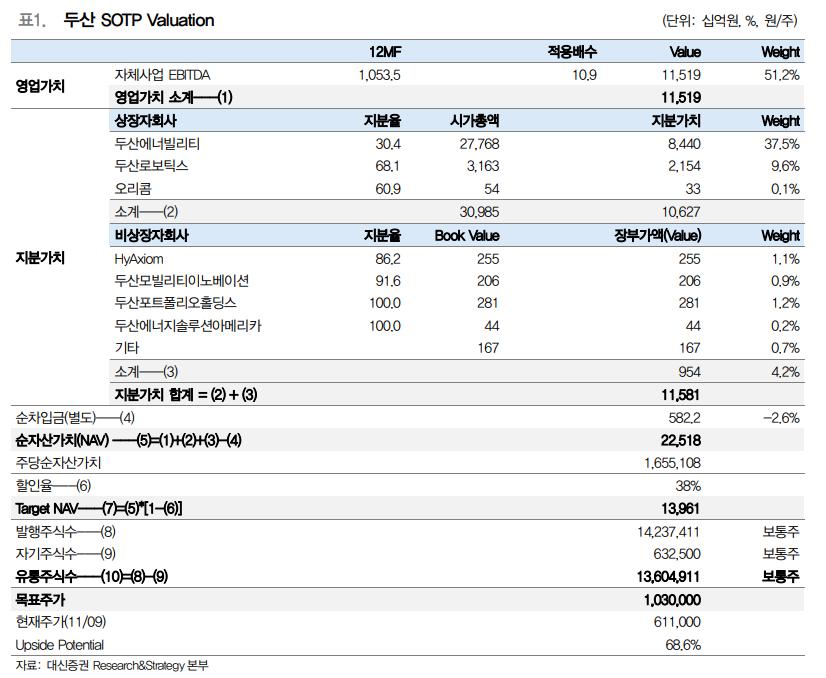 표1. 두산 SOTP Valuation (단위: 십억원, %, 원/주)
12MF 적용배수 Value Weight
영업가치 자체사업 EBITDA 1,053.5 10.9 11,519 51.2%
영업가치 소계——(1) 11,519
상장자회사 지분율 시가총액 지분가치 Weight
두산에너빌리티 30.4 27,768 8,440 37.5%
두산로보틱스 68.1 3,163 2,154 9.6%
오리콤 60.9 54 33 0.1%
소계——(2) 30,985 10,627
비상장자회사 지분율 Book Value 장부가액(Value) Weight
지분가치 HyAxiom 86.2 255 255 1.1%
두산모빌리티이노베이션 91.6 206 206 0.9%
두산포트폴리오홀딩스 100.0 281 281 1.2%
두산에너지솔루션아메리카 100.0 44 44 0.2%
기타 167 167 0.7%
소계——(3) 954 4.2%
지분가치 합계 = (2) + (3) 11,581
순차입금(별도)——(4) 582.2 -2.6%
순자산가치(NAV) ——(5)=(1)+(2)+(3)-(4) 22,518
주당순자산가치 1,655,108
할인율——(6) 38%
Target NAV——(7)=(5)*[1-(6)] 13,961
발행주식수——(8) 14,237,411 보통주
자기주식수——(9) 632,500 보통주
유통주식수——(10)=(8)-(9) 13,604,911 보통주
목표주가 1,030,000
현재주가(11/09) 611,000
Upside Potential 68.6%
자료: 대신증권 Research&Strategy 본부